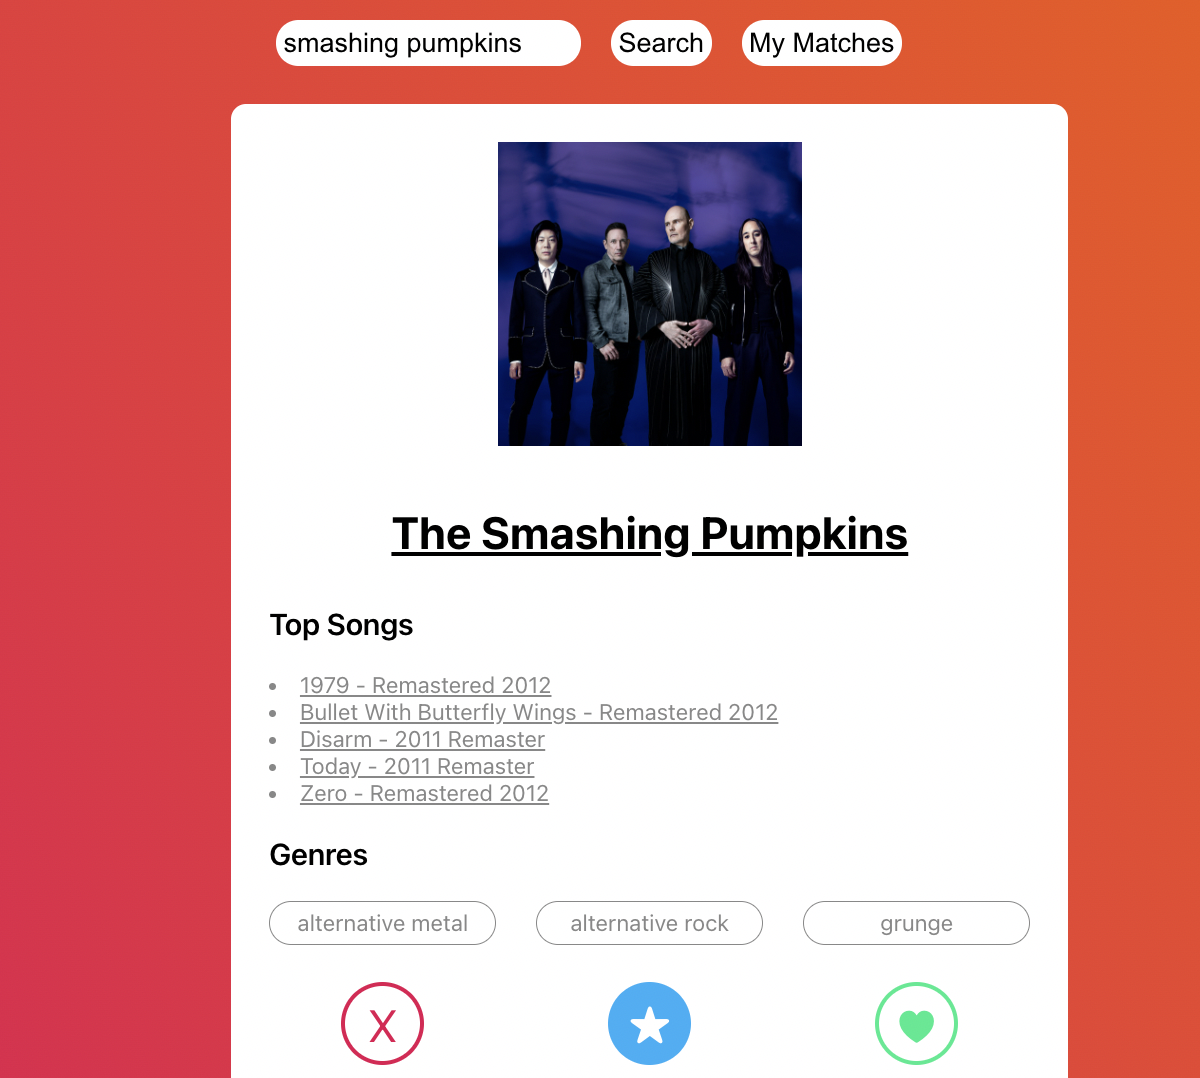 smashing pumpkins Search My Matches
The Smashing Pumpkins
Top Songs
1979 - Remastered 2012
Bullet With Butterfly Wings - Remastered 2012
Disarm - 2011 Remaster
Today - 2011 Remaster
Zero - Remastered 2012
Genres
alternative metal alternative rock grunge
X